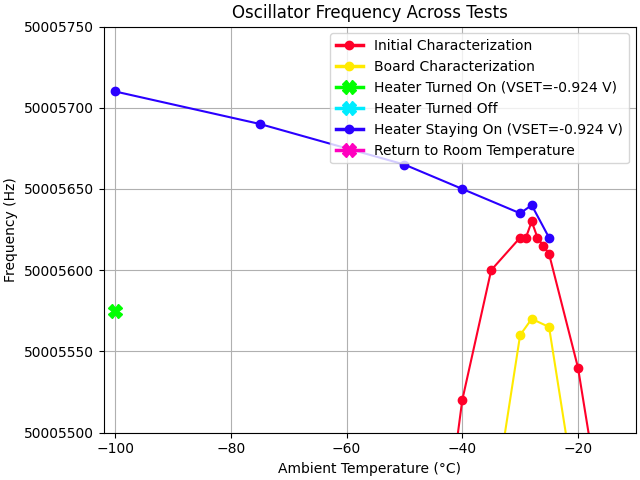 Oscillator Frequency Across Tests
50005750
50005700
50005650
50005600
50005550
50005500
Frequency (Hz)
Initial Characterization
Board Characterization
Heater Turned On (VSET=-0.924 V)
Heater Turned Off
Heater Staying On (VSET=-0.924 V)
Return to Room Temperature
−100
−80
−60
−40
−20
Ambient Temperature (°C)